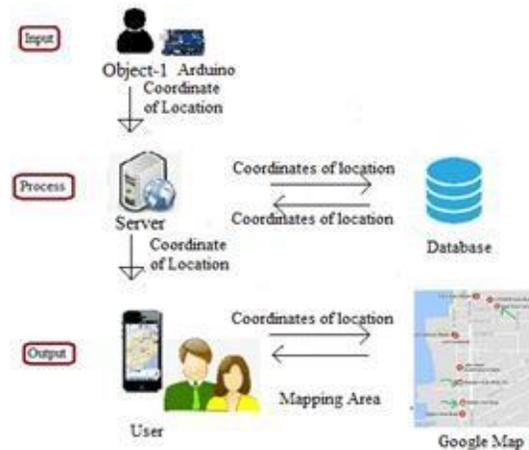 Input
Object-1 Arduino
Coordinate
of Location
Process
Coordinates of location
Coordinates of location
Server
Database
Coordinate
of Location
Coordinates of location
Output
Mapping Area
User
Google Map